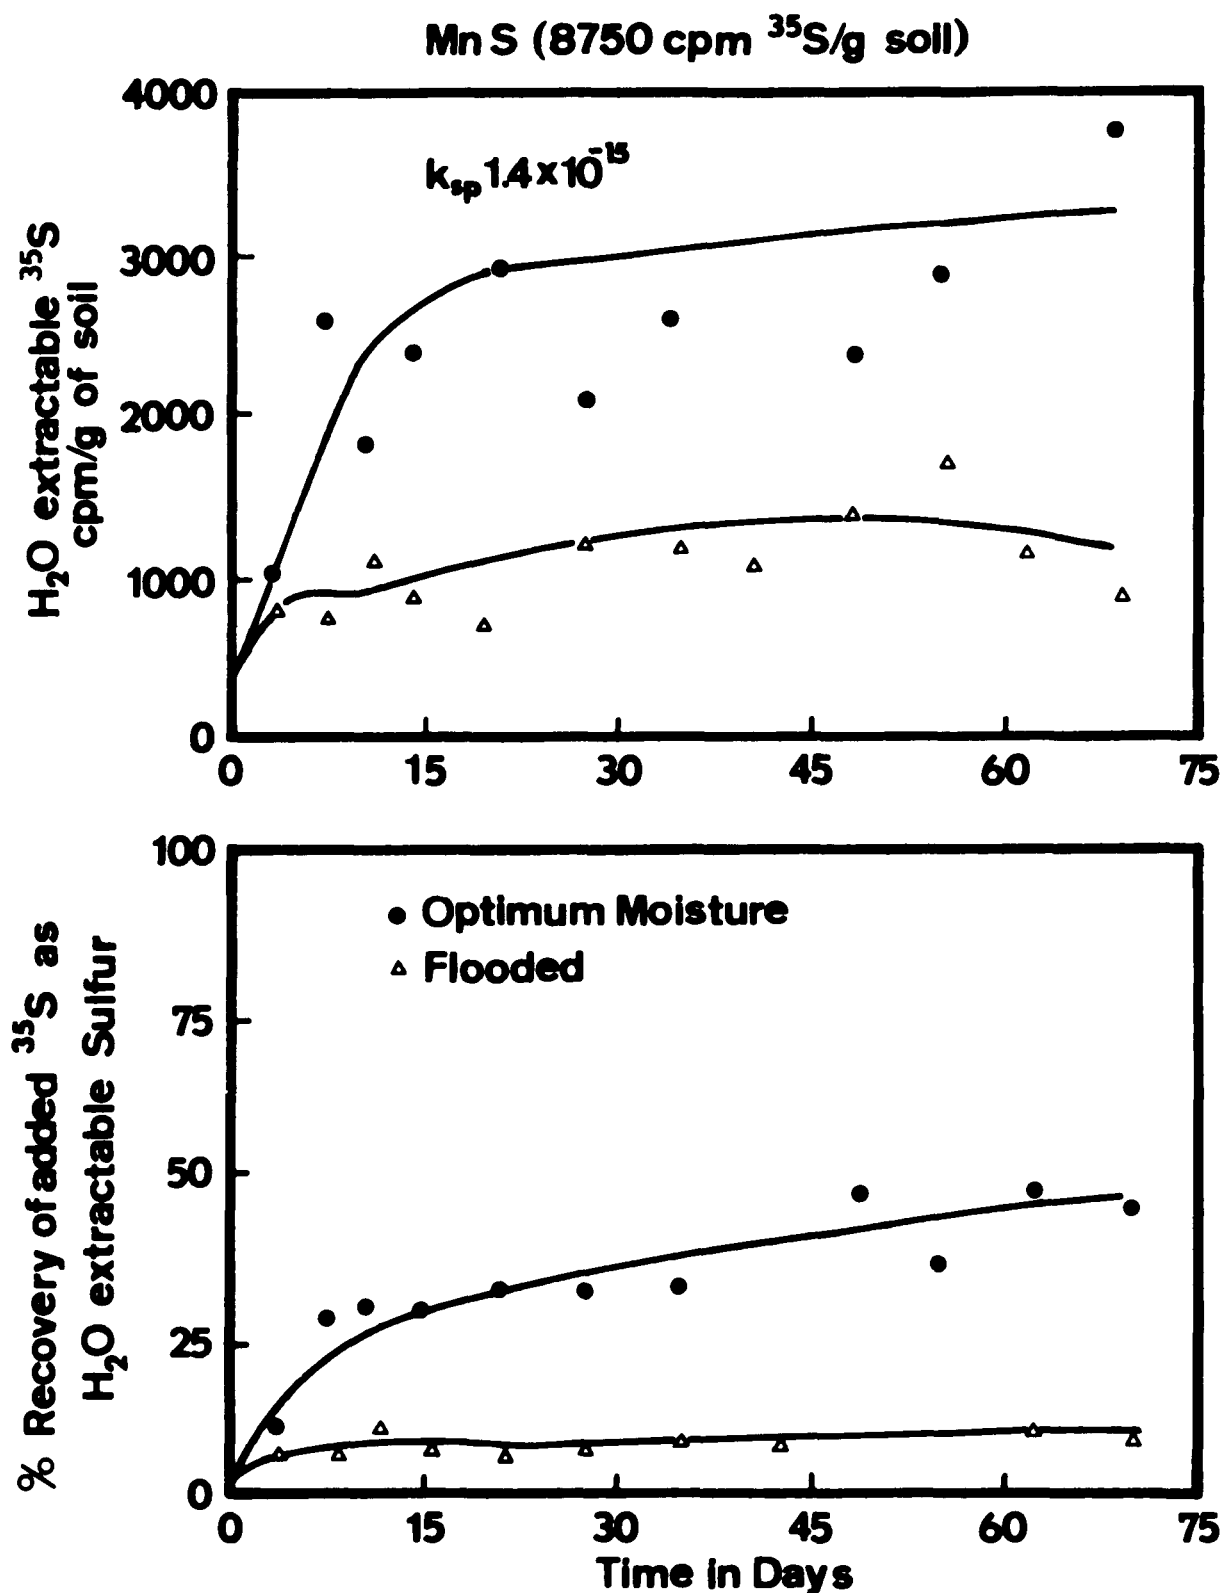 Mn S (8750 cpm ³⁵S/g soil)
4000
3000
2000
1000
0
kₛₚ 1.4×10⁻¹⁵
H₂O extractable ³⁵S
cpm/g of soil
0 15 30 45 60 75
100
75
50
25
0
● Optimum Moisture
△ Flooded
% Recovery of added ³⁵S as
H₂O extractable Sulfur
0 15 30 45 60 75
Time in Days